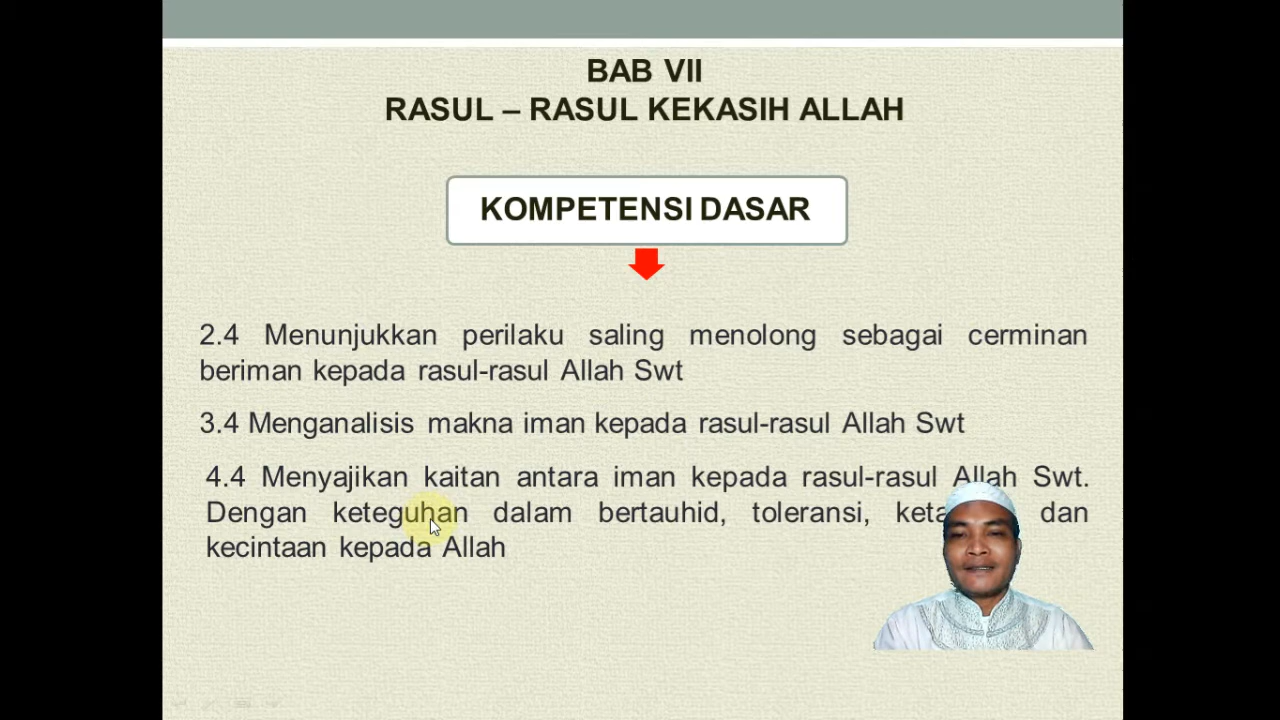 BAB VII
RASUL – RASUL KEKASIH ALLAH
KOMPETENSI DASAR
2.4 Menunjukkan perilaku saling menolong sebagai cerminan
beriman kepada rasul-rasul Allah Swt
3.4 Menganalisis makna iman kepada rasul-rasul Allah Swt
4.4 Menyajikan kaitan antara iman kepada rasul-rasul Allah Swt.
Dengan keteguhan dalam bertauhid, toleransi, dan
kecintaan kepada Allah